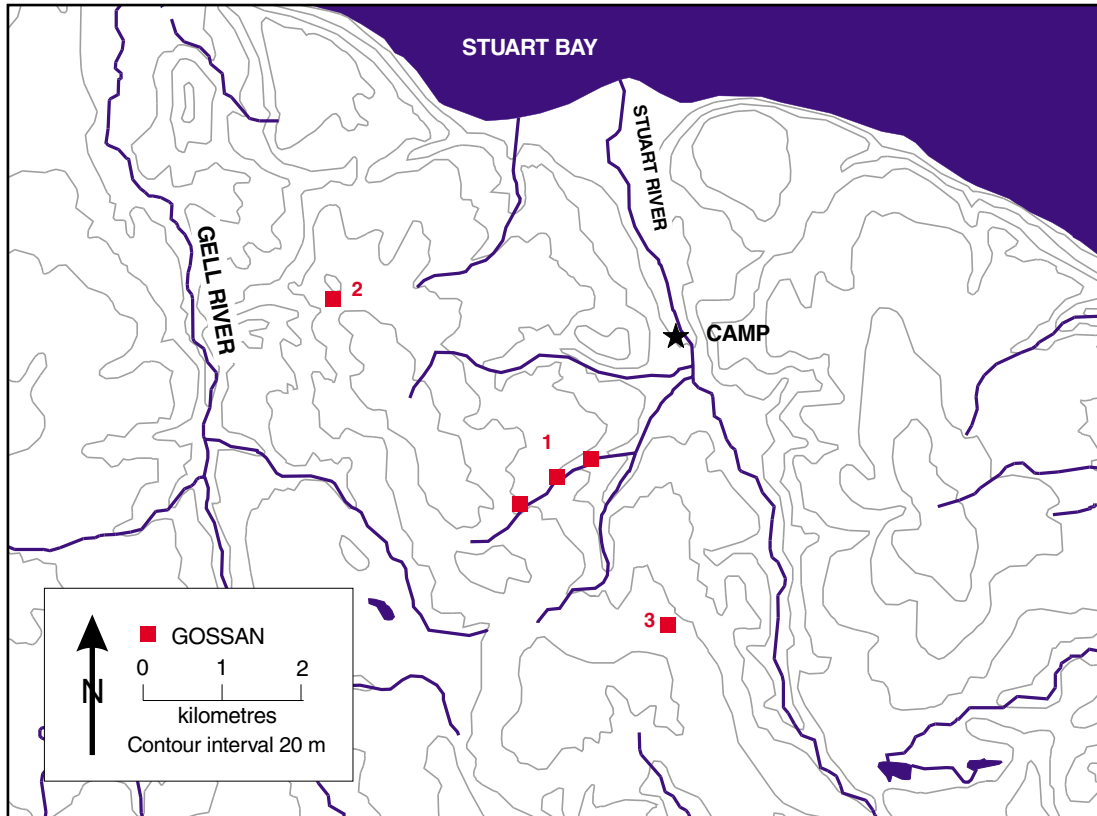 STUART BAY
STUART RIVER
GELL RIVER
2
CAMP
1
3
GOSSAN
0 1 2
kilometres
Contour interval 20 m
N